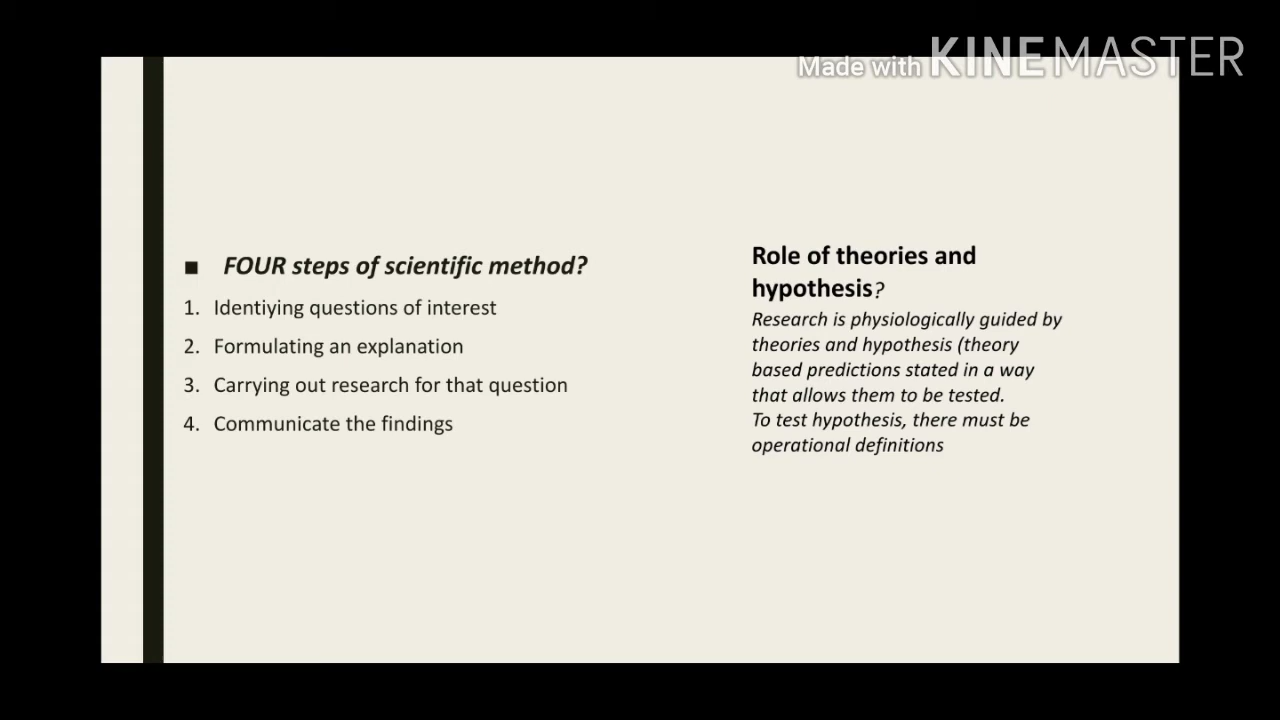 Made with KINEMASTER
■ FOUR steps of scientific method?
1. Identiying questions of interest
2. Formulating an explanation
3. Carrying out research for that question
4. Communicate the findings
Role of theories and
hypothesis?
Research is physiologically guided by
theories and hypothesis (theory
based predictions stated in a way
that allows them to be tested.
To test hypothesis, there must be
operational definitions